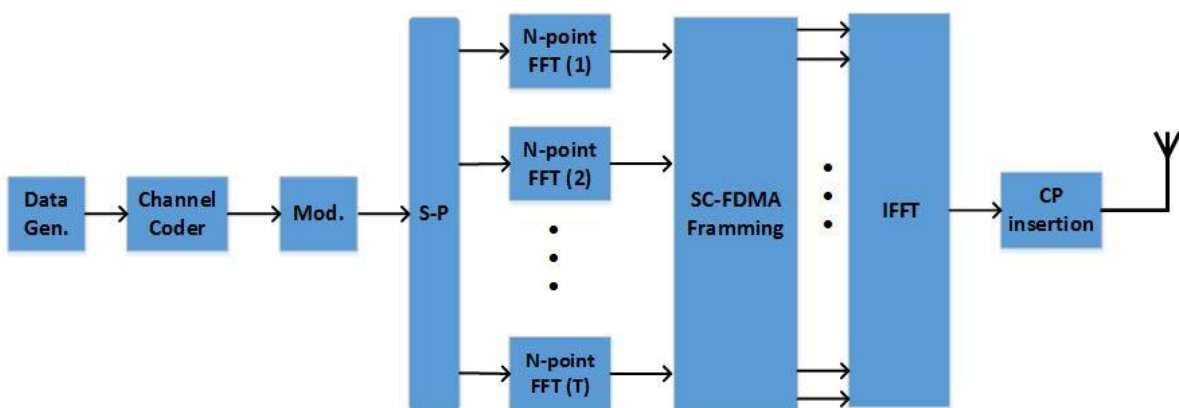 Data
Gen.
Channel
Coder
Mod.
S-P
N-point
FFT (1)
N-point
FFT (2)
N-point
FFT (T)
SC-FDMA
Framming
IFFT
CP
insertion